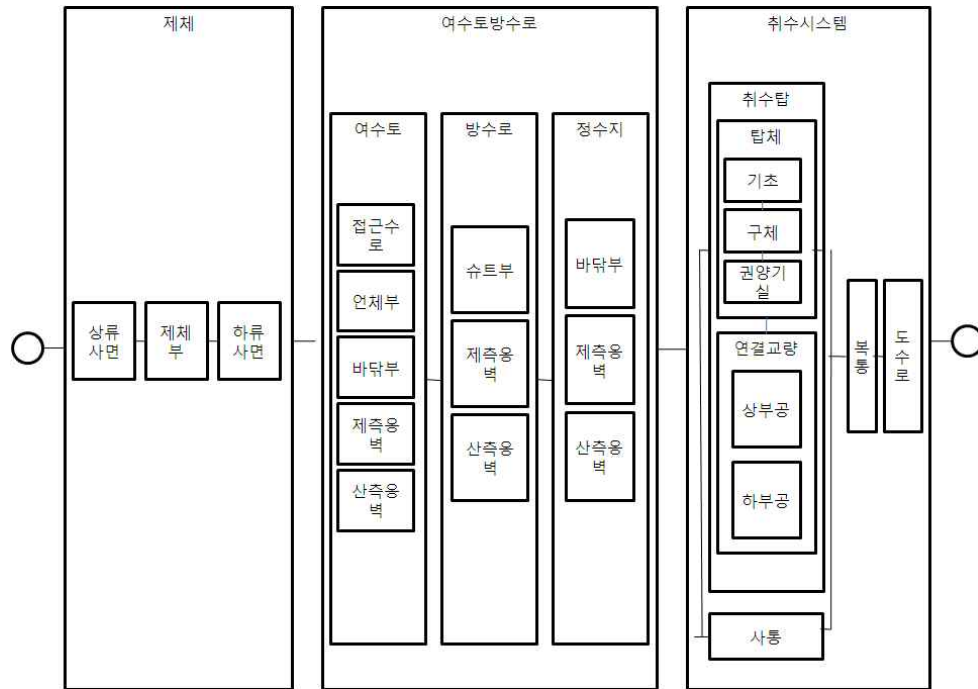 제체
상류
사면
제체
부
하류
사면
여수토방수로
여수토
접근수
로
언체부
바닦부
제측옹
벽
산측옹
벽
방수로
슈트부
제측옹
벽
산측옹
벽
정수지
바닦부
제측옹
벽
산측옹
벽
취수시스템
취수탑
탑체
기초
구체
권양기
실
연결교량
상부공
하부공
사통
복
통
도
수
로